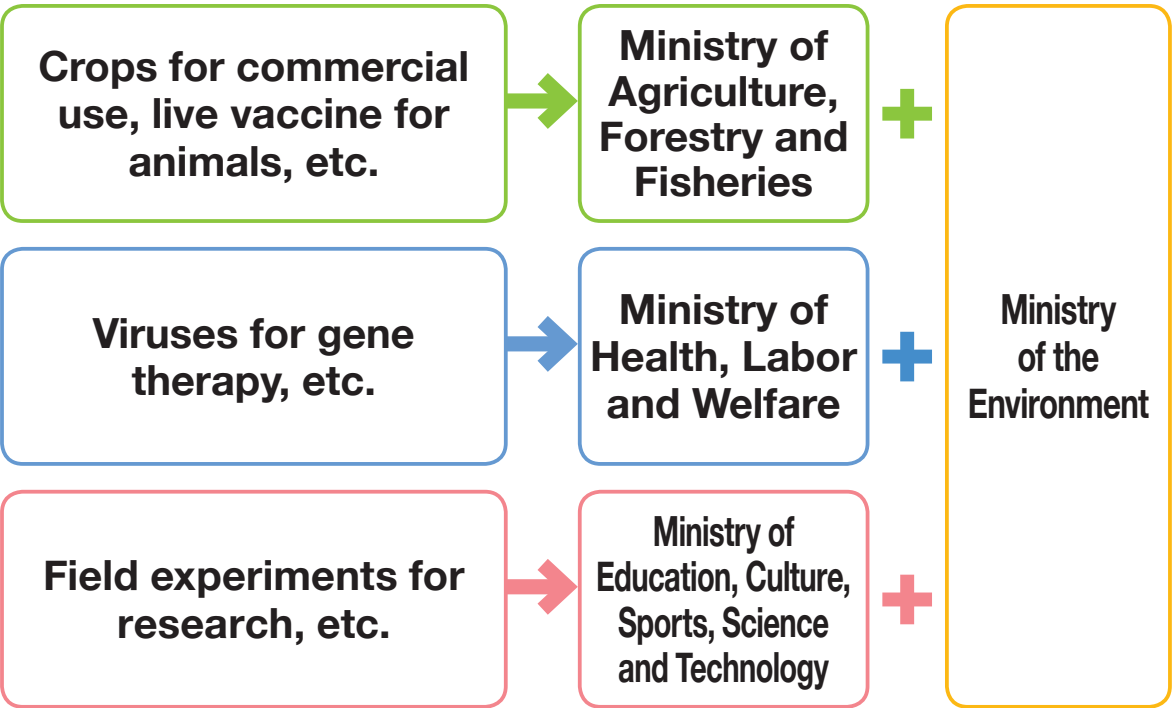 Crops for commercial
use, live vaccine for
animals, etc.
Ministry of
Agriculture,
Forestry and
Fisheries
+
Viruses for gene
therapy, etc.
Ministry of
Health, Labor
and Welfare
+
Field experiments for
research, etc.
Ministry of
Education, Culture,
Sports, Science
and Technology
+
Ministry
of the
Environment